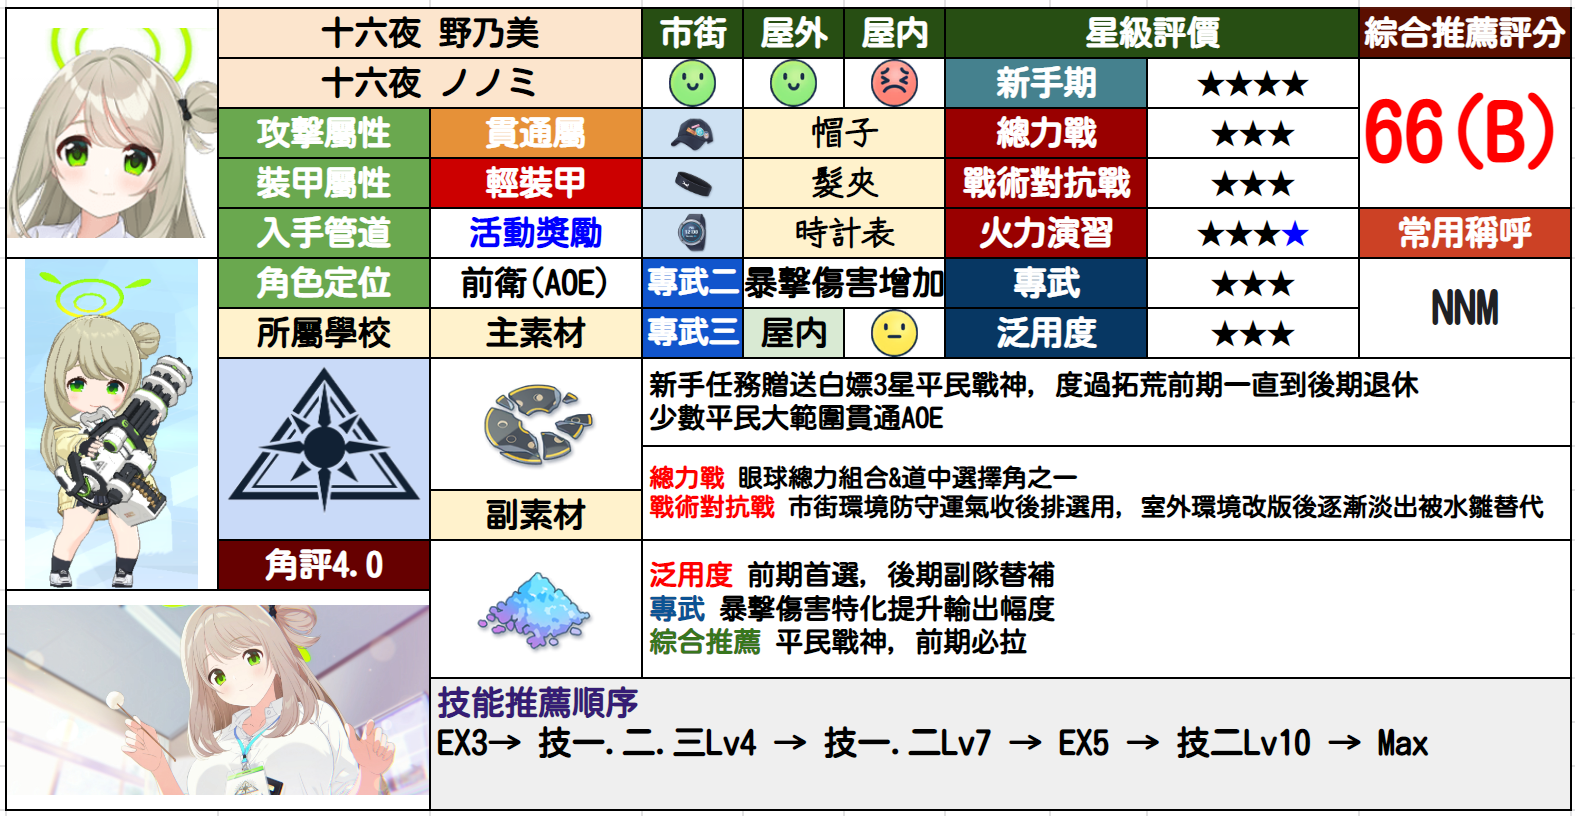 十六夜 野乃美
市街
屋外
屋内
星級評價
綜合推薦評分
十六夜 ノノミ
新手期
★★★★
66(B)
攻擊屬性
貫通屬
帽子
總力戰
★★★
裝甲屬性
輕裝甲
髮夾
戰術對抗戰
★★★
入手管道
活動獎勵
時計表
火力演習
★★★★
常用稱呼
角色定位
前衛(AOE)
專武二
暴擊傷害增加
專武
★★★
NNM
所屬學校
主素材
專武三
屋内
泛用度
★★★
新手任務贈送白嫖3星平民戰神, 度過拓荒前期一直到後期退休
少數平民大範圍貫通AOE
總力戰 眼球總力組合&道中選擇角之一
戰術對抗戰 市街環境防守運氣收後排選用, 室外環境改版後逐漸淡出被水雛替代
副素材
角評4.0
泛用度 前期首選, 後期副隊替補
專武 暴擊傷害特化提升輸出幅度
綜合推薦 平民戰神, 前期必拉
技能推薦順序
EX3→ 技一.二.三Lv4 → 技一.二Lv7 → EX5 → 技二Lv10 → Max